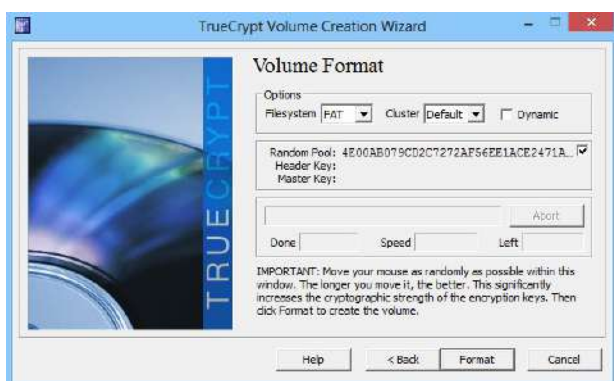 TrueCrypt Volume Creation Wizard
TRUECRYPT
Volume Format
Options
Filesystem FAT Cluster Default Dynamic
Random Pool: 4E00AB079CD2C7272AF56EE1ACE2471A...
Header Key:
Master Key:
Abort
Done Speed Left
IMPORTANT: Move your mouse as randomly as possible within this
window. The longer you move it, the better. This significantly
increases the cryptographic strength of the encryption keys. Then
click Format to create the volume.
Help < Back Format Cancel